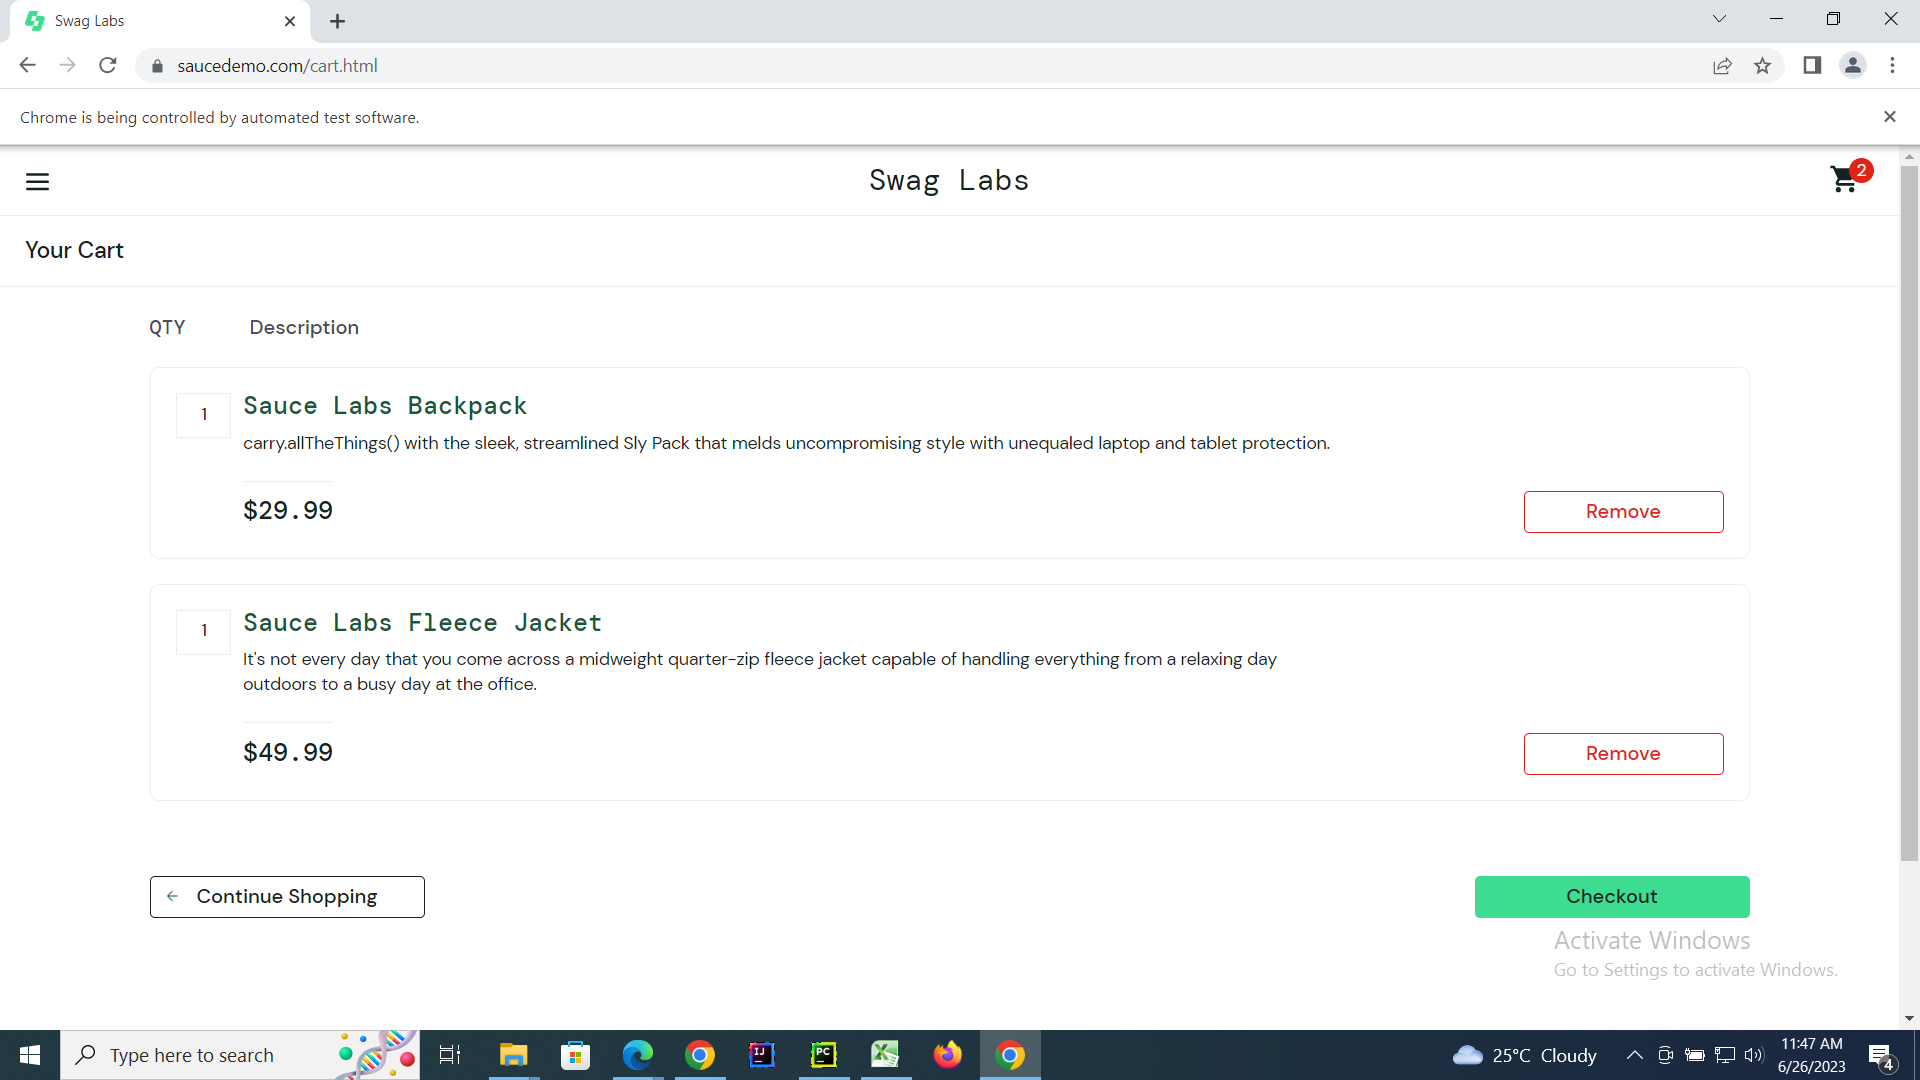 Swag Labs
saucedemo.com/cart.html
Chrome is being controlled by automated test software.
Swag Labs
2
Your Cart
QTY Description
1 Sauce Labs Backpack
carry.allTheThings() with the sleek, streamlined Sly Pack that melds uncompromising style with unequaled laptop and tablet protection.
$29.99
Remove
1 Sauce Labs Fleece Jacket
It's not every day that you come across a midweight quarter-zip fleece jacket capable of handling everything from a relaxing day
outdoors to a busy day at the office.
$49.99
Remove
Continue Shopping
Checkout
Activate Windows
Go to Settings to activate Windows.
Type here to search
IJ
PC
25°C Cloudy
11:47 AM
6/26/2023
4